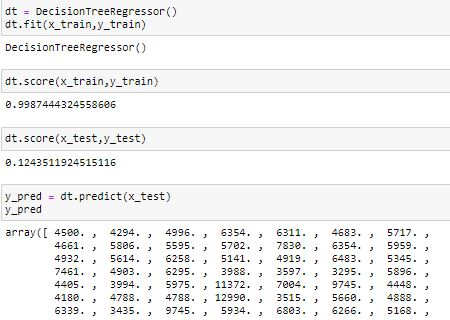 dt = DecisionTreeRegressor()
dt.fit(x_train,y_train)
DecisionTreeRegressor()
dt.score(x_train,y_train)
0.9987444324558606
dt.score(x_test,y_test)
0.1243511924515116
y_pred = dt.predict(x_test)
y_pred
array([ 4500. ,  4294. ,  4996. ,  6354. ,  6311. ,  4683. ,  5717. ,
        4661. ,  5806. ,  5595. ,  5702. ,  7830. ,  6354. ,  5959. ,
        4932. ,  5614. ,  6258. ,  5141. ,  4919. ,  6483. ,  5345. ,
        7461. ,  4903. ,  6295. ,  3988. ,  3597. ,  3295. ,  5896. ,
        4405. ,  3994. ,  5975. , 11372. ,  7004. ,  9745. ,  4448. ,
        4180. ,  4788. ,  4788. , 12990. ,  3515. ,  5660. ,  4888. ,
        6339. ,  3435. ,  9745. ,  5934. ,  6803. ,  6266. ,  5168. ,